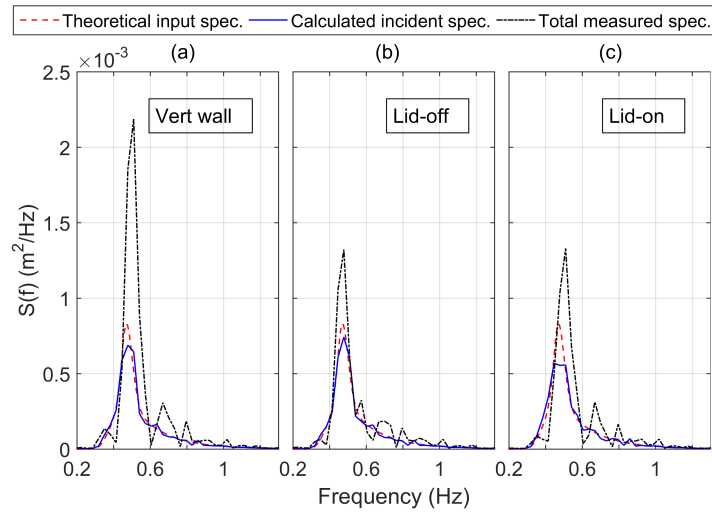 Theoretical input spec. Calculated incident spec. Total measured spec.
×10⁻³ (a) (b) (c)
2.5
Vert wall Lid-off Lid-on
2
1.5
1
0.5
0
0.2 0.6 1 0.2 0.6 1 0.2 0.6 1
S(f) (m²/Hz)
Frequency (Hz)